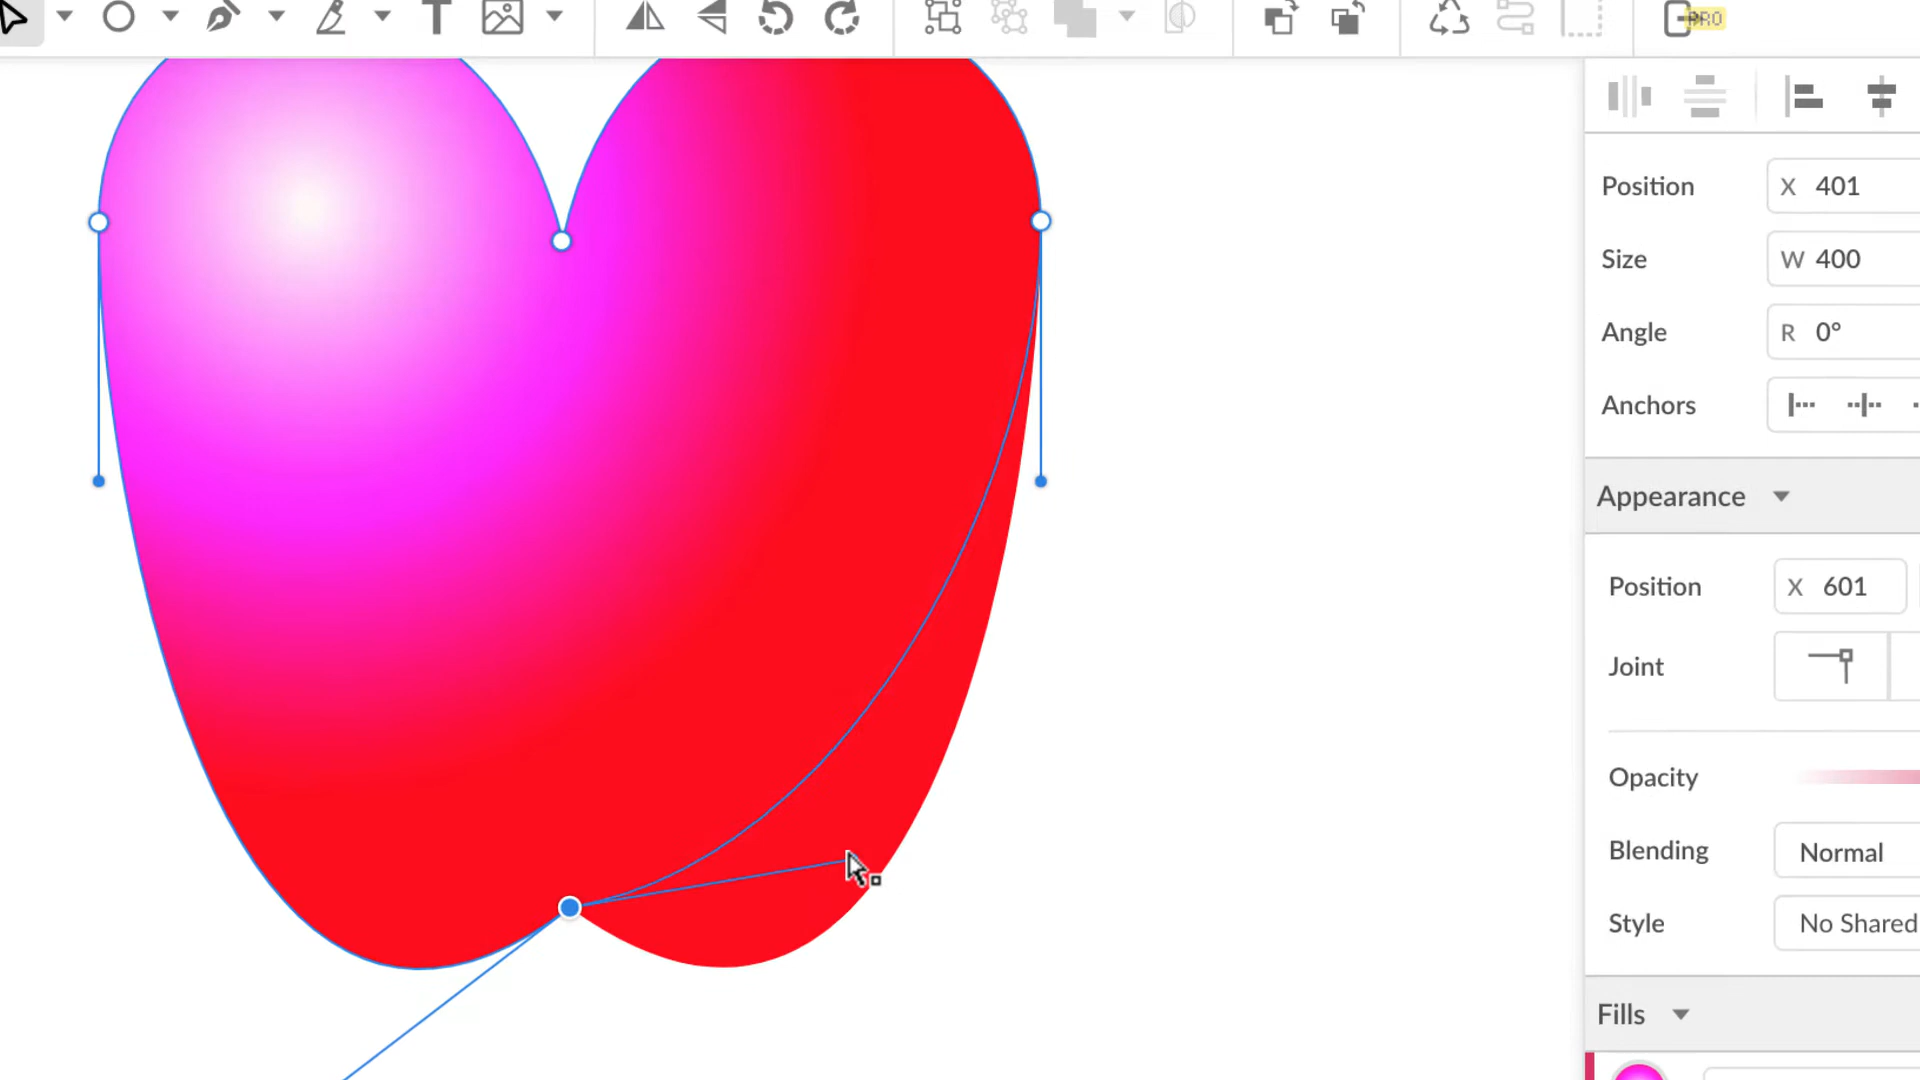 T
PRO
Position X 401
Size W 400
Angle R 0°
Anchors
Appearance
Position X 601
Joint
Opacity
Blending Normal
Style No Shared
Fills